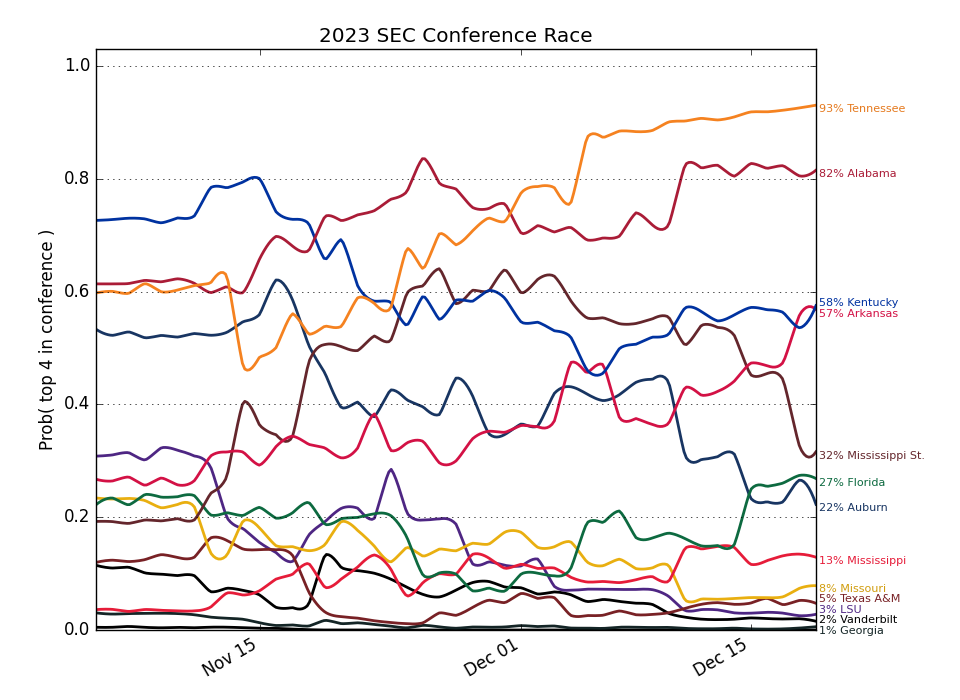 2023 SEC Conference Race
Prob( top 4 in conference )
1.0
0.8
0.6
0.4
0.2
0.0
Nov 15
Dec 01
Dec 15
93% Tennessee
82% Alabama
58% Kentucky
57% Arkansas
32% Mississippi St.
27% Florida
22% Auburn
13% Mississippi
8% Missouri
5% Texas A&M
3% LSU
2% Vanderbilt
1% Georgia